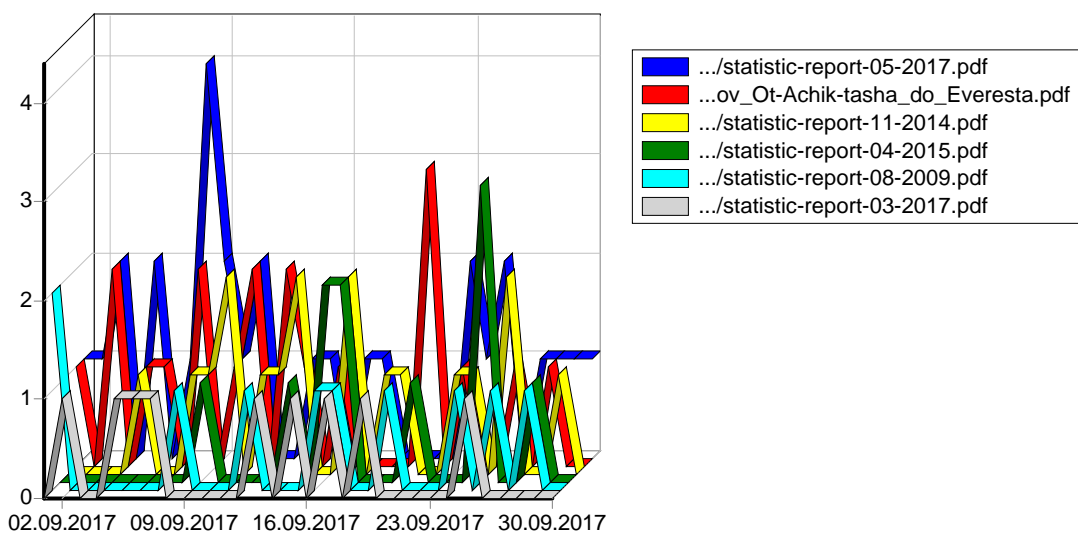 4
3
2
1
0
02.09.2017 09.09.2017 16.09.2017 23.09.2017 30.09.2017
.../statistic-report-05-2017.pdf
...ov_Ot-Achik-tasha_do_Everesta.pdf
.../statistic-report-11-2014.pdf
.../statistic-report-04-2015.pdf
.../statistic-report-08-2009.pdf
.../statistic-report-03-2017.pdf